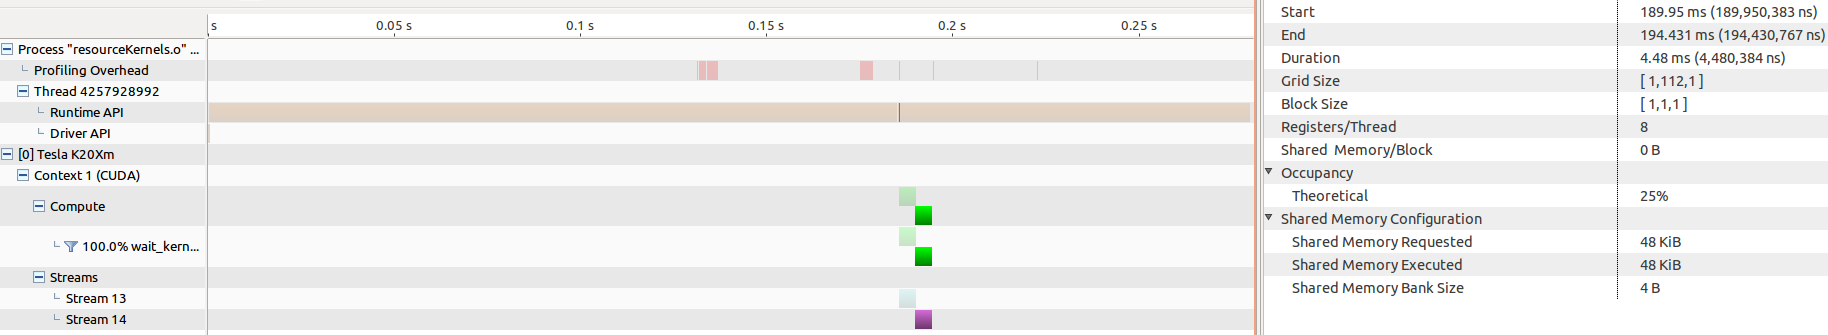 s 0.05 s 0.1 s 0.15 s 0.2 s 0.25 s
Process "resourceKernels.o" ...
Profiling Overhead
Thread 4257928992
Runtime API
Driver API
[0] Tesla K20Xm
Context 1 (CUDA)
Compute
100.0% wait_kern...
Streams
Stream 13
Stream 14
Start 189.95 ms (189,950,383 ns)
End 194.431 ms (194,430,767 ns)
Duration 4.48 ms (4,480,384 ns)
Grid Size [ 1,112,1 ]
Block Size [ 1,1,1 ]
Registers/Thread 8
Shared Memory/Block 0 B
Occupancy
Theoretical 25%
Shared Memory Configuration
Shared Memory Requested 48 KiB
Shared Memory Executed 48 KiB
Shared Memory Bank Size 4 B